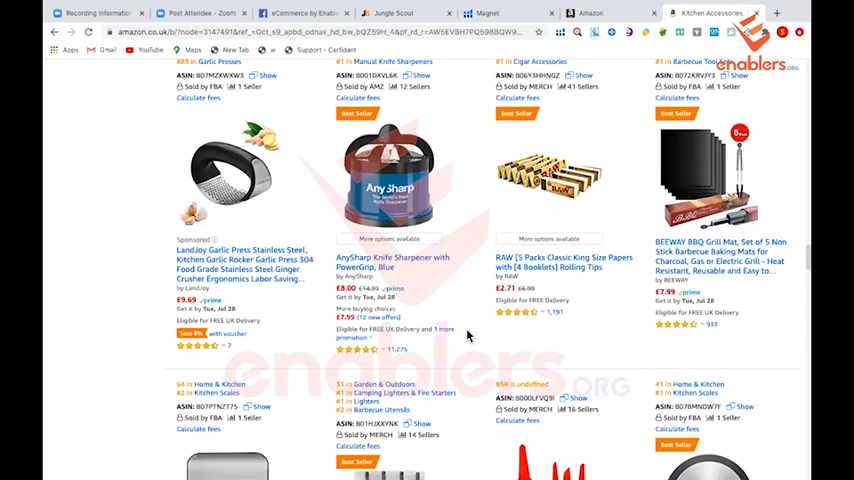 Recording Information
Post Attendee - Zoom
eCommerce by Enable
Jungle Scout
Magnet
Amazon
Kitchen Accessories
amazon.co.uk/b/?node=3147491&ref_=Oct_s9_apbd_odnav_hd_bw_bQZ59H_4&pf_rd_r=AW5EVBH7PQ598BBQW9...
Apps
Gmail
YouTube
Maps
New Tab
w
Support - Carfidant
enablers.ORG
#89 in Garlic Presses
ASIN: B07MZXWXW3 Show
Sold by FBA 1 Seller
Calculate fees
#1 in Manual Knife Sharpeners
ASIN: B001DXVL6K Show
Sold by AMZ 12 Sellers
Calculate fees
Best Seller
#1 in Cigar Accessories
ASIN: B06Y3HHNGZ Show
Sold by MERCH 41 Sellers
Calculate fees
Best Seller
#1 in Barbecue Tool
ASIN: B072KRVJY3 Show
Sold by FBA 1 Seller
Calculate fees
Best Seller
AnySharp
The World's Best
Knife Sharpener
RAW
More options available
More options available
Sponsored
LandJoy Garlic Press Stainless Steel,
Kitchen Garlic Rocker Garlic Press 304
Food Grade Stainless Steel Ginger
Crusher Ergonomics Labor Saving...
by LandJoy
£9.69 prime
Get it by Tue, Jul 28
Eligible for FREE UK Delivery
Save 8% with voucher
7
AnySharp Knife Sharpener with
PowerGrip, Blue
by AnySharp
£8.00 £14.99 prime
Get it by Tue, Jul 28
More buying choices
£7.99 (12 new offers)
Eligible for FREE UK Delivery and 1 more
promotion
11,275
RAW [5 Packs Classic King Size Papers
with [4 Booklets] Rolling Tips
by RAW
£2.71 £6.99
Eligible for FREE UK Delivery
1,191
BEEWAY BBQ Grill Mat, Set of 5 Non
Stick Barbecue Baking Mats for
Charcoal, Gas or Electric Grill - Heat
Resistant, Reusable and Easy to...
by BEEWAY
£7.99 prime
Get it by Tue, Jul 28
Eligible for FREE UK Delivery
933
enablers.ORG
64 in Home & Kitchen
#2 in Kitchen Scales
ASIN: B07PTNZT75 Show
Sold by FBA 1 Seller
Calculate fees
31 in Garden & Outdoors
#1 in Camping Lighters & Fire Starters
#1 in Lighters
#2 in Barbecue Utensils
ASIN: B01HJXXYNK Show
Sold by MERCH 14 Sellers
Calculate fees
Best Seller
BSR is undefined
ASIN: B000LFVQ9I Show
Sold by MERCH 16 Sellers
Calculate fees
41 in Home & Kitchen
#1 in Kitchen Scales
ASIN: B07BMNDW7F Show
Sold by FBA 1 Seller
Calculate fees
Best Seller